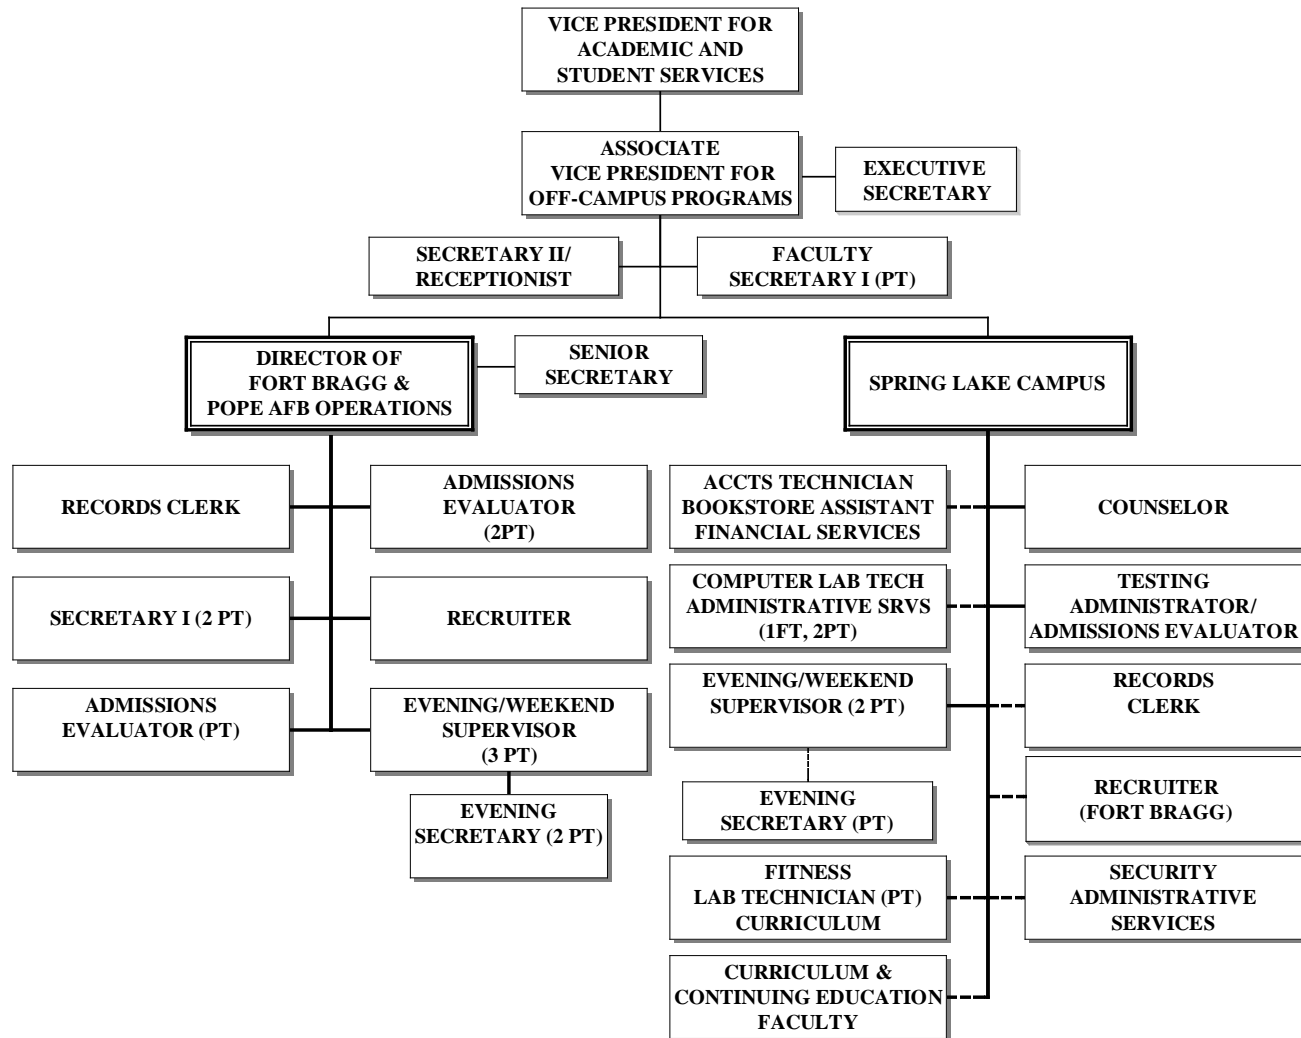 VICE PRESIDENT FOR
ACADEMIC AND
STUDENT SERVICES
ASSOCIATE
VICE PRESIDENT FOR
OFF-CAMPUS PROGRAMS
EXECUTIVE
SECRETARY
SECRETARY II/
RECEPTIONIST
FACULTY
SECRETARY I (PT)
DIRECTOR OF
FORT BRAGG &
POPE AFB OPERATIONS
SENIOR
SECRETARY
SPRING LAKE CAMPUS
RECORDS CLERK
ADMISSIONS
EVALUATOR
(2PT)
SECRETARY I (2 PT)
RECRUITER
ADMISSIONS
EVALUATOR (PT)
EVENING/WEEKEND
SUPERVISOR
(3 PT)
EVENING
SECRETARY (2 PT)
ACCTS TECHNICIAN
BOOKSTORE ASSISTANT
FINANCIAL SERVICES
COUNSELOR
COMPUTER LAB TECH
ADMINISTRATIVE SRVS
(1FT, 2PT)
TESTING
ADMINISTRATOR/
ADMISSIONS EVALUATOR
EVENING/WEEKEND
SUPERVISOR (2 PT)
RECORDS
CLERK
EVENING
SECRETARY (PT)
RECRUITER
(FORT BRAGG)
FITNESS
LAB TECHNICIAN (PT)
CURRICULUM
SECURITY
ADMINISTRATIVE
SERVICES
CURRICULUM &
CONTINUING EDUCATION
FACULTY